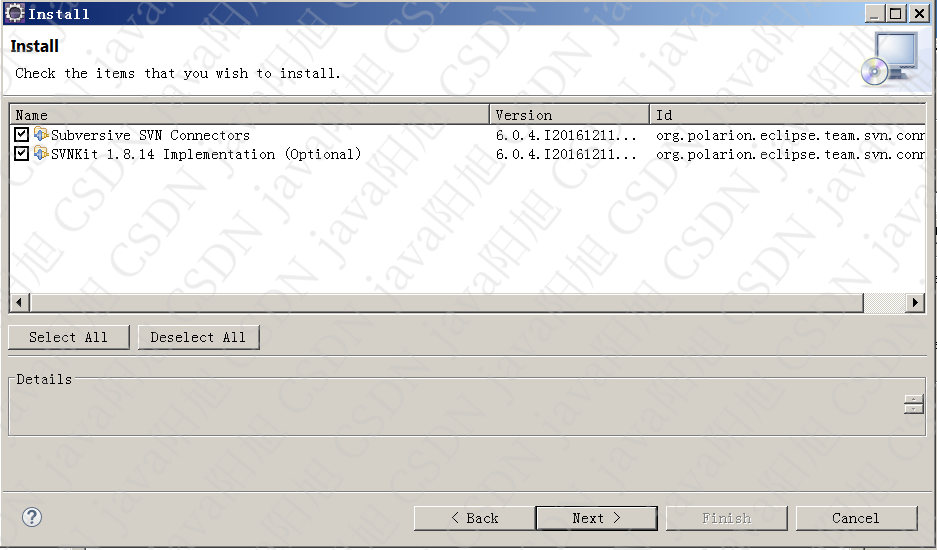 Install
Install
Check the items that you wish to install.
Name Version Id
Subversive SVN Connectors 6.0.4.I20161211... org.polarion.eclipse.team.svn.conn
SVNKit 1.8.14 Implementation (Optional) 6.0.4.I20161211... org.polarion.eclipse.team.svn.conn
Select All Deselect All
Details
? < Back Next > Finish Cancel
CSDN java阳旭